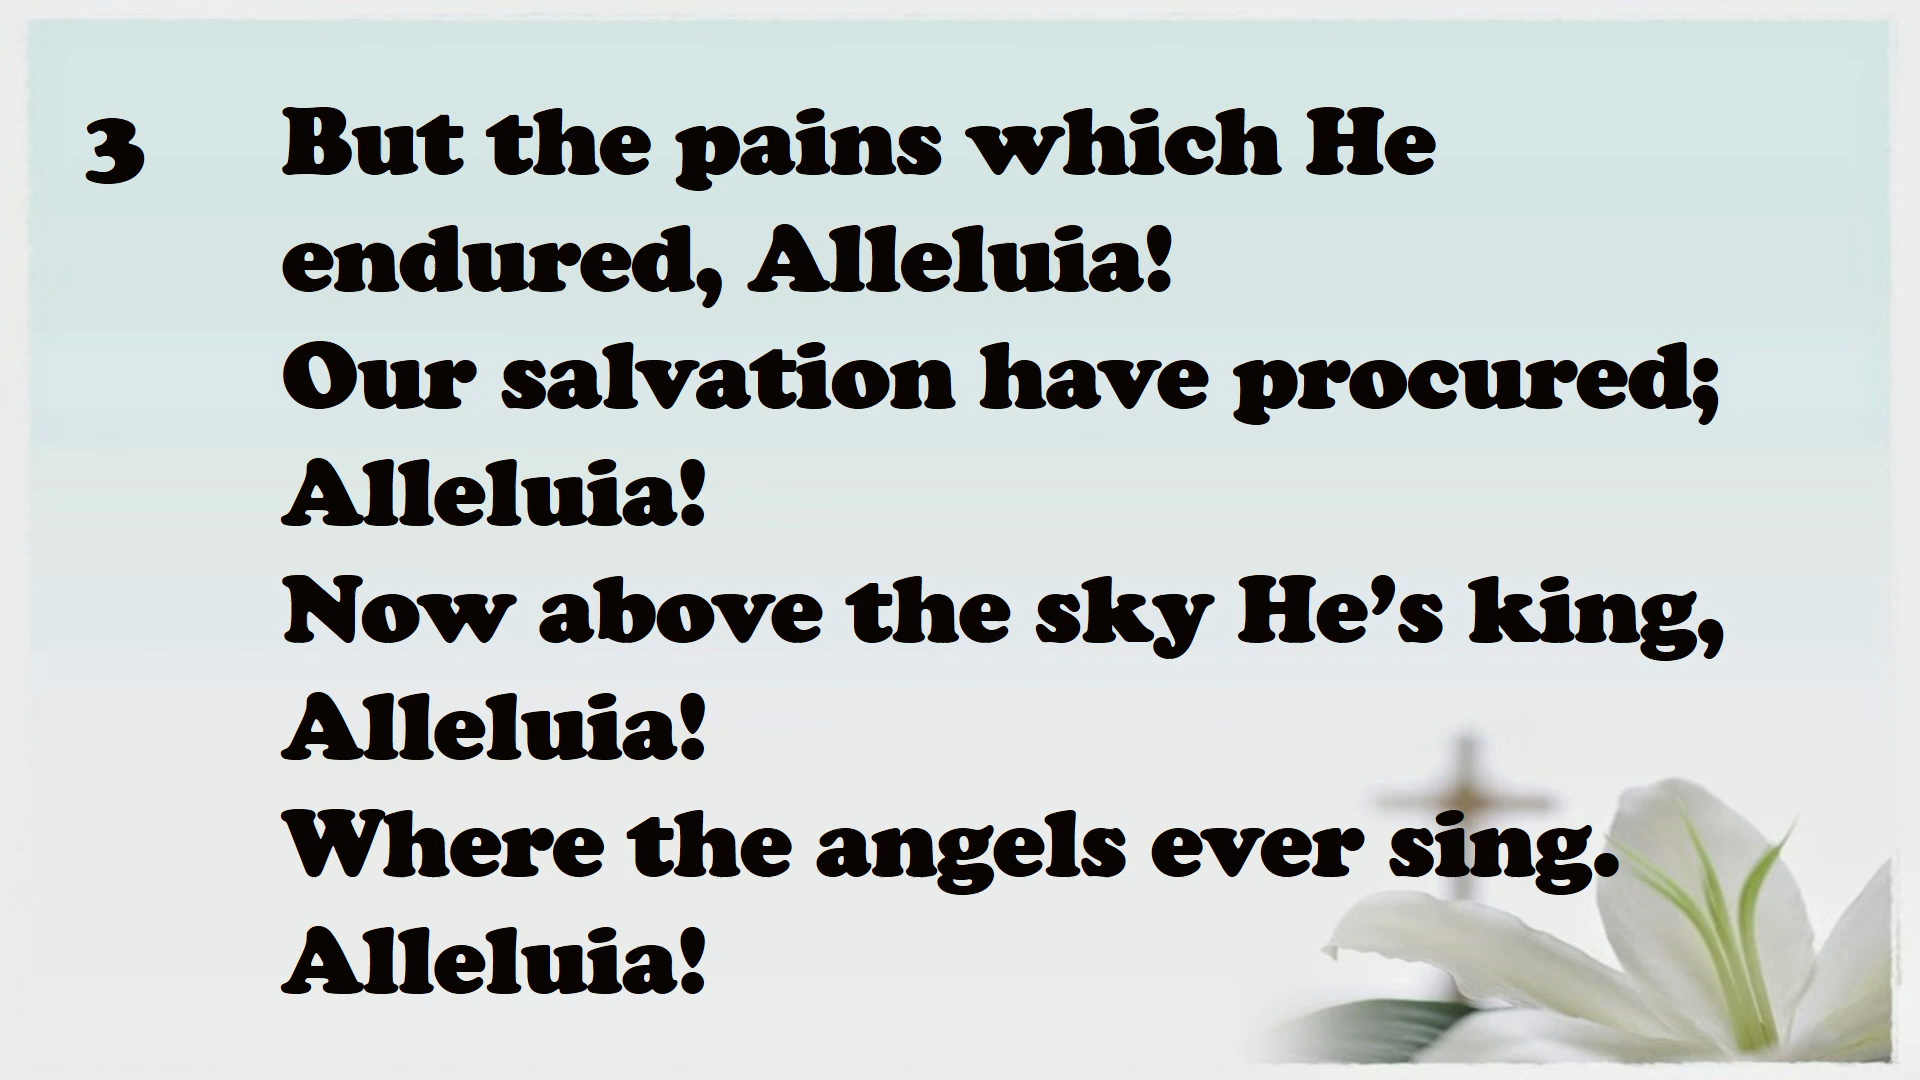 3 But the pains which He
endured, Alleluia!
Our salvation have procured;
Alleluia!
Now above the sky He’s king,
Alleluia!
Where the angels ever sing.
Alleluia!